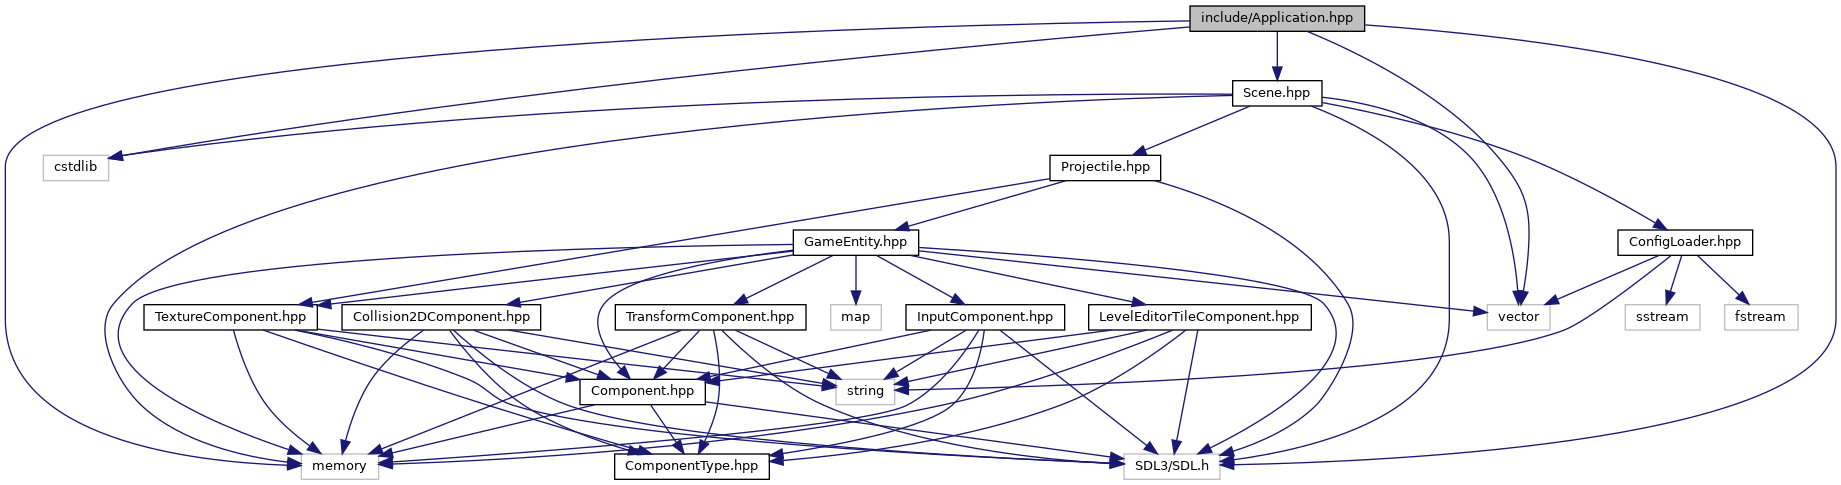 include/Application.hpp
Scene.hpp
cstdlib
Projectile.hpp
GameEntity.hpp
ConfigLoader.hpp
TextureComponent.hpp
Collision2DComponent.hpp
TransformComponent.hpp
map
InputComponent.hpp
LevelEditorTileComponent.hpp
vector
sstream
fstream
Component.hpp
string
memory
ComponentType.hpp
SDL3/SDL.h